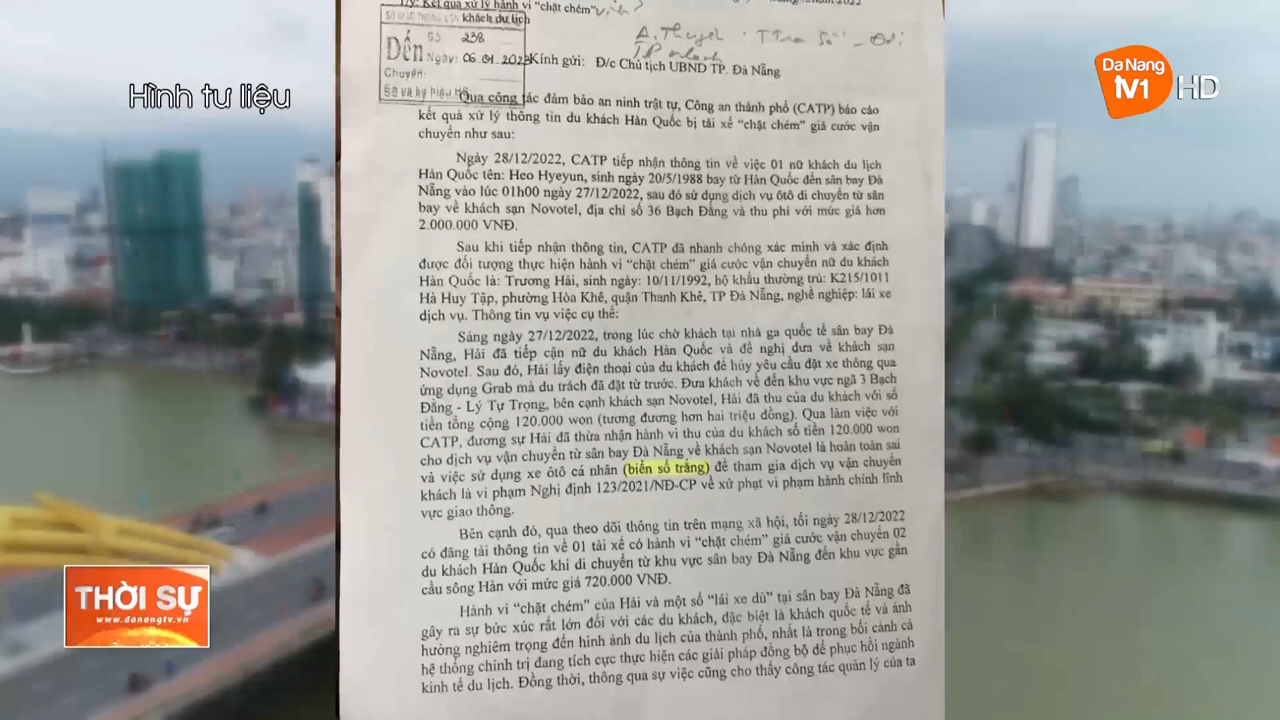 V/v: Kết quả xử lý hành vi "chặt chém"
khách du lịch
Số 238
Đến
Ngày: 06.01.2023
Chuyển:
Số và ký hiệu HS
A. Thuyết :
Kính gửi: Đ/c Chủ tịch UBND TP. Đà Nẵng
Hình tư liệu
Da Nang
TV1 HD
Qua công tác đảm bảo an ninh trật tự, Công an thành phố (CATP) báo cáo
kết quả xử lý thông tin du khách Hàn Quốc bị tài xế "chặt chém" giá cước vận
chuyển như sau:
Ngày 28/12/2022, CATP tiếp nhận thông tin về việc 01 nữ khách du lịch
Hàn Quốc tên: Heo Hyeyun, sinh ngày 20/5/1988 bay từ Hàn Quốc đến sân bay Đà
Nẵng vào lúc 01h00 ngày 27/12/2022, sau đó sử dụng dịch vụ ôtô di chuyển từ sân
bay về khách sạn Novotel, địa chỉ số 36 Bạch Đằng và thu phí với mức giá hơn
2.000.000 VNĐ.
Sau khi tiếp nhận thông tin, CATP đã nhanh chóng xác minh và xác định
được đối tượng thực hiện hành vi "chặt chém" giá cước vận chuyển nữ du khách
Hàn Quốc là: Trương Hải, sinh ngày: 10/11/1992, hộ khẩu thường trú: K215/1011
Hà Huy Tập, phường Hòa Khê, quận Thanh Khê, TP Đà Nẵng, nghề nghiệp: lái xe
dịch vụ. Thông tin vụ việc cụ thể:
Sáng ngày 27/12/2022, trong lúc chờ khách tại nhà ga quốc tế sân bay Đà
Nẵng, Hải đã tiếp cận nữ du khách Hàn Quốc và đề nghị đưa về khách sạn
Novotel. Sau đó, Hải lấy điện thoại của du khách để hủy yêu cầu đặt xe thông qua
ứng dụng Grab mà du trách đã đặt từ trước. Đưa khách về đến khu vực ngã 3 Bạch
Đằng - Lý Tự Trọng, bên cạnh khách sạn Novotel, Hải đã thu của du khách với số
tiền tổng cộng 120.000 won (tương đương hơn hai triệu đồng). Qua làm việc với
CATP, đương sự Hải đã thừa nhận hành vi thu của du khách số tiền 120.000 won
cho dịch vụ vận chuyển từ sân bay Đà Nẵng về khách sạn Novotel là hoàn toàn sai
và việc sử dụng xe ôtô cá nhân (biển số trắng) để tham gia dịch vụ vận chuyển
khách là vi phạm Nghị định 123/2021/NĐ-CP về xử phạt vi phạm hành chính lĩnh
vực giao thông.
Bên cạnh đó, qua theo dõi thông tin trên mạng xã hội, tối ngày 28/12/2022
có đăng tải thông tin về 01 tài xế có hành vi "chặt chém" giá cước vận chuyển 02
du khách Hàn Quốc khi di chuyển từ khu vực sân bay Đà Nẵng đến khu vực gần
cầu sông Hàn với mức giá 720.000 VNĐ.
Hành vi "chặt chém" của Hải và một số "lái xe dù" tại sân bay Đà Nẵng đã
gây ra sự bức xúc rất lớn đối với các du khách, đặc biệt là khách quốc tế và ảnh
hưởng nghiêm trọng đến hình ảnh du lịch của thành phố, nhất là trong bối cảnh cả
hệ thống chính trị đang tích cực thực hiện các giải pháp đồng bộ để phục hồi ngành
kinh tế du lịch. Đồng thời, thông qua sự việc cũng cho thấy công tác quản lý của ta
THỜI SỰ
www.danangtv.vn